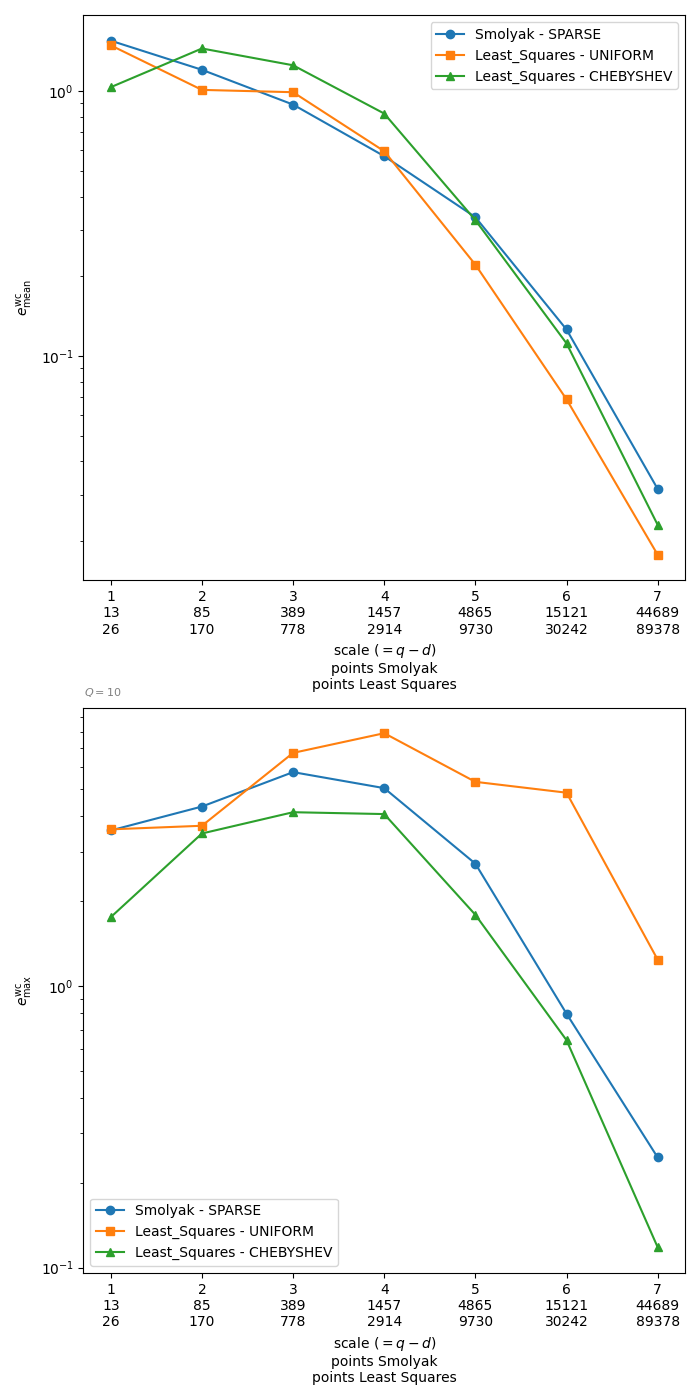 Smolyak - SPARSE
Least_Squares - UNIFORM
Least_Squares - CHEBYSHEV
10⁰
10⁻¹
e^wc_mean
1 2 3 4 5 6 7
13 85 389 1457 4865 15121 44689
26 170 778 2914 9730 30242 89378
scale (= q − d)
points Smolyak
points Least Squares
Q = 10
10⁰
10⁻¹
e^wc_max
Smolyak - SPARSE
Least_Squares - UNIFORM
Least_Squares - CHEBYSHEV
1 2 3 4 5 6 7
13 85 389 1457 4865 15121 44689
26 170 778 2914 9730 30242 89378
scale (= q − d)
points Smolyak
points Least Squares